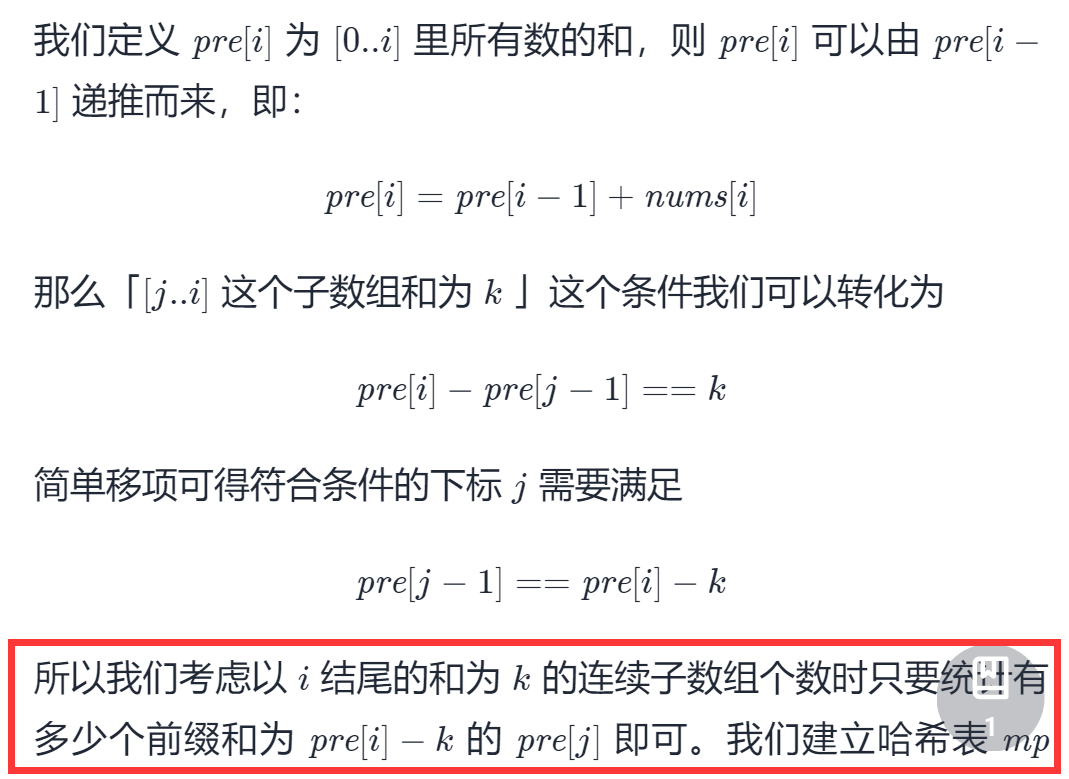 我们定义 pre[i] 为 [0..i] 里所有数的和，则 pre[i] 可以由 pre[i −
1] 递推而来，即：
pre[i] = pre[i − 1] + nums[i]
那么「[j..i] 这个子数组和为 k 」这个条件我们可以转化为
pre[i] − pre[j − 1] == k
简单移项可得符合条件的下标 j 需要满足
pre[j − 1] == pre[i] − k
所以我们考虑以 i 结尾的和为 k 的连续子数组个数时只要统计有
多少个前缀和为 pre[i] − k 的 pre[j] 即可。我们建立哈希表 mp
1